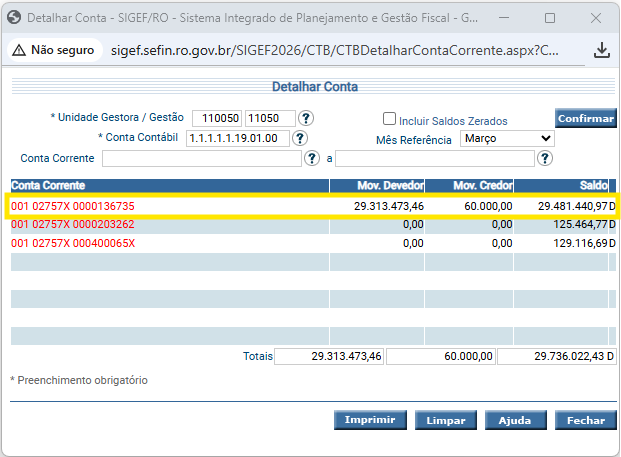 Detalhar Conta - SIGEF/RO - Sistema Integrado de Planejamento e Gestão Fiscal - G...
Não seguro sigef.sefin.ro.gov.br/SIGEF2026/CTB/CTBDetalharContaCorrente.aspx?C...
Detalhar Conta
* Unidade Gestora / Gestão 110050 11050 ? Incluir Saldos Zerados Confirmar
* Conta Contábil 1.1.1.1.1.19.01.00 ? Mês Referência Março
Conta Corrente ? a ?
Conta Corrente Mov. Devedor Mov. Credor Saldo
001 02757X 0000136735 29.313.473,46 60.000,00 29.481.440,97 D
001 02757X 0000203262 0,00 0,00 125.464,77 D
001 02757X 000400065X 0,00 0,00 129.116,69 D
Totais 29.313.473,46 60.000,00 29.736.022,43 D
* Preenchimento obrigatório
Imprimir Limpar Ajuda Fechar